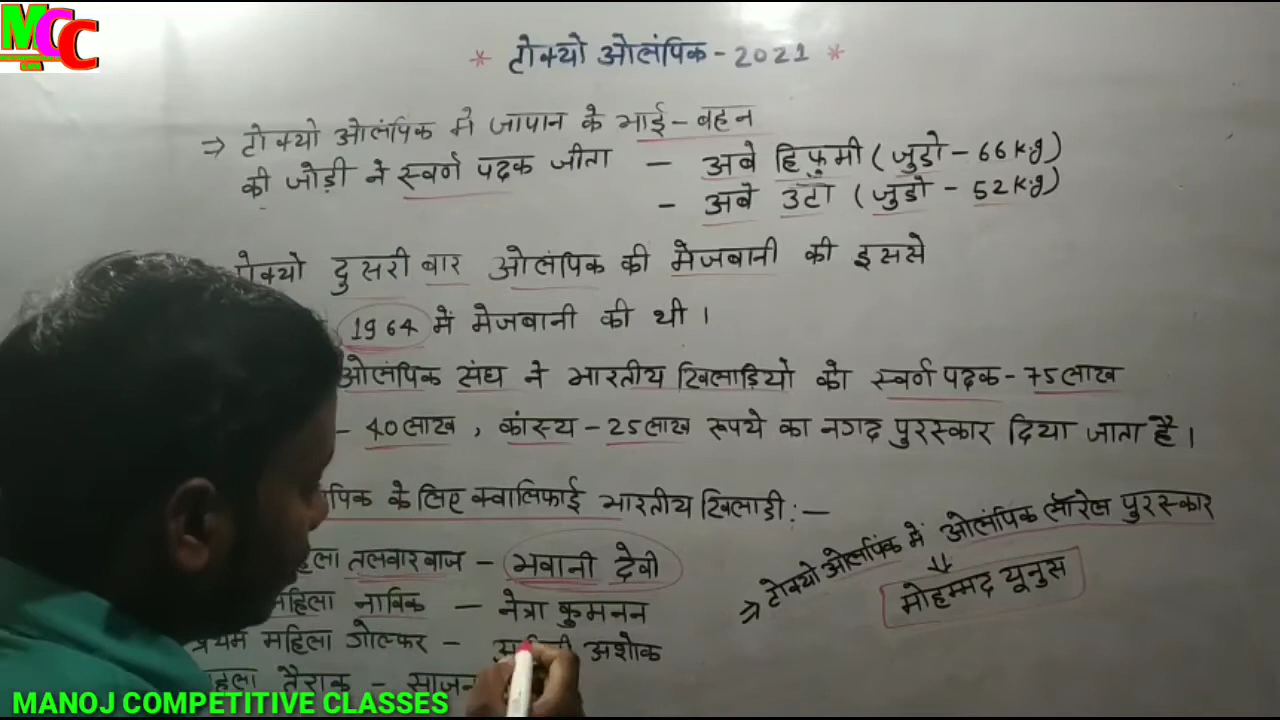 MCC
* टोक्यो ओलंपिक - 2021 *
⇒ टोक्यो ओलंपिक मे जापान के भाई - बहन
की जोड़ी ने स्वर्ण पदक जीता - अबे हिफुमी (जुडो - 66 kg)
- अबे उटा (जुडो - 52 kg)
टोक्यो दुसरी बार ओलंपिक की मेजबानी की इससे
1964 में मेजबानी की थी ।
ओलंपिक संघ ने भारतीय खिलाड़ियो को स्वर्ण पदक - 75 लाख
- 40 लाख , कांस्य - 25 लाख रूपये का नगद पुरस्कार दिया जाता है ।
के लिए क्वालिफाई भारतीय खिलाडी : -
तलवारबाज - भवानी देवी
महिला नाविक - नेत्रा कुमनन
प्रथम महिला गोल्फर - अशोक
तैराक -
⇒ टोक्यो ओलंपिक में ओलंपिक लॉरेल पुरस्कार
⇓
मोहम्मद यूनुस
MANOJ COMPETITIVE CLASSES